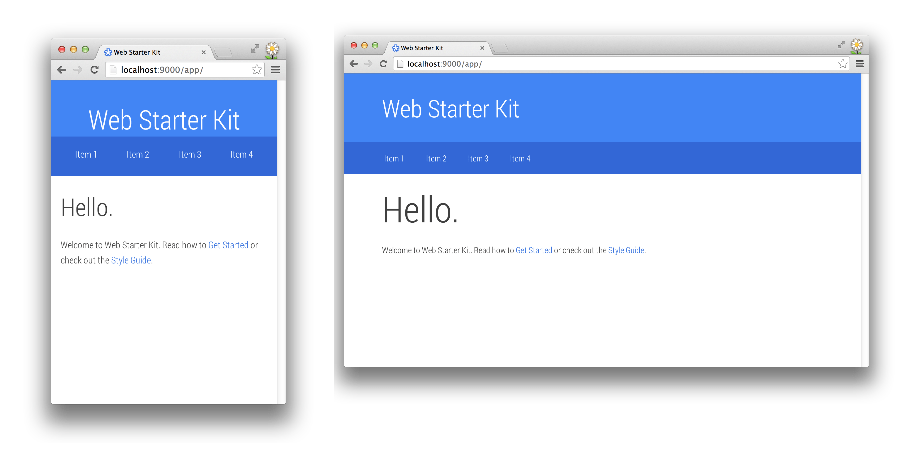 Web Starter Kit
localhost:9000/app/
Web Starter Kit
Item 1 Item 2 Item 3 Item 4
Hello.
Welcome to Web Starter Kit. Read how to Get Started or
check out the Style Guide.
Web Starter Kit
localhost:9000/app/
Web Starter Kit
Item 1 Item 2 Item 3 Item 4
Hello.
Welcome to Web Starter Kit. Read how to Get Started or check out the Style Guide.